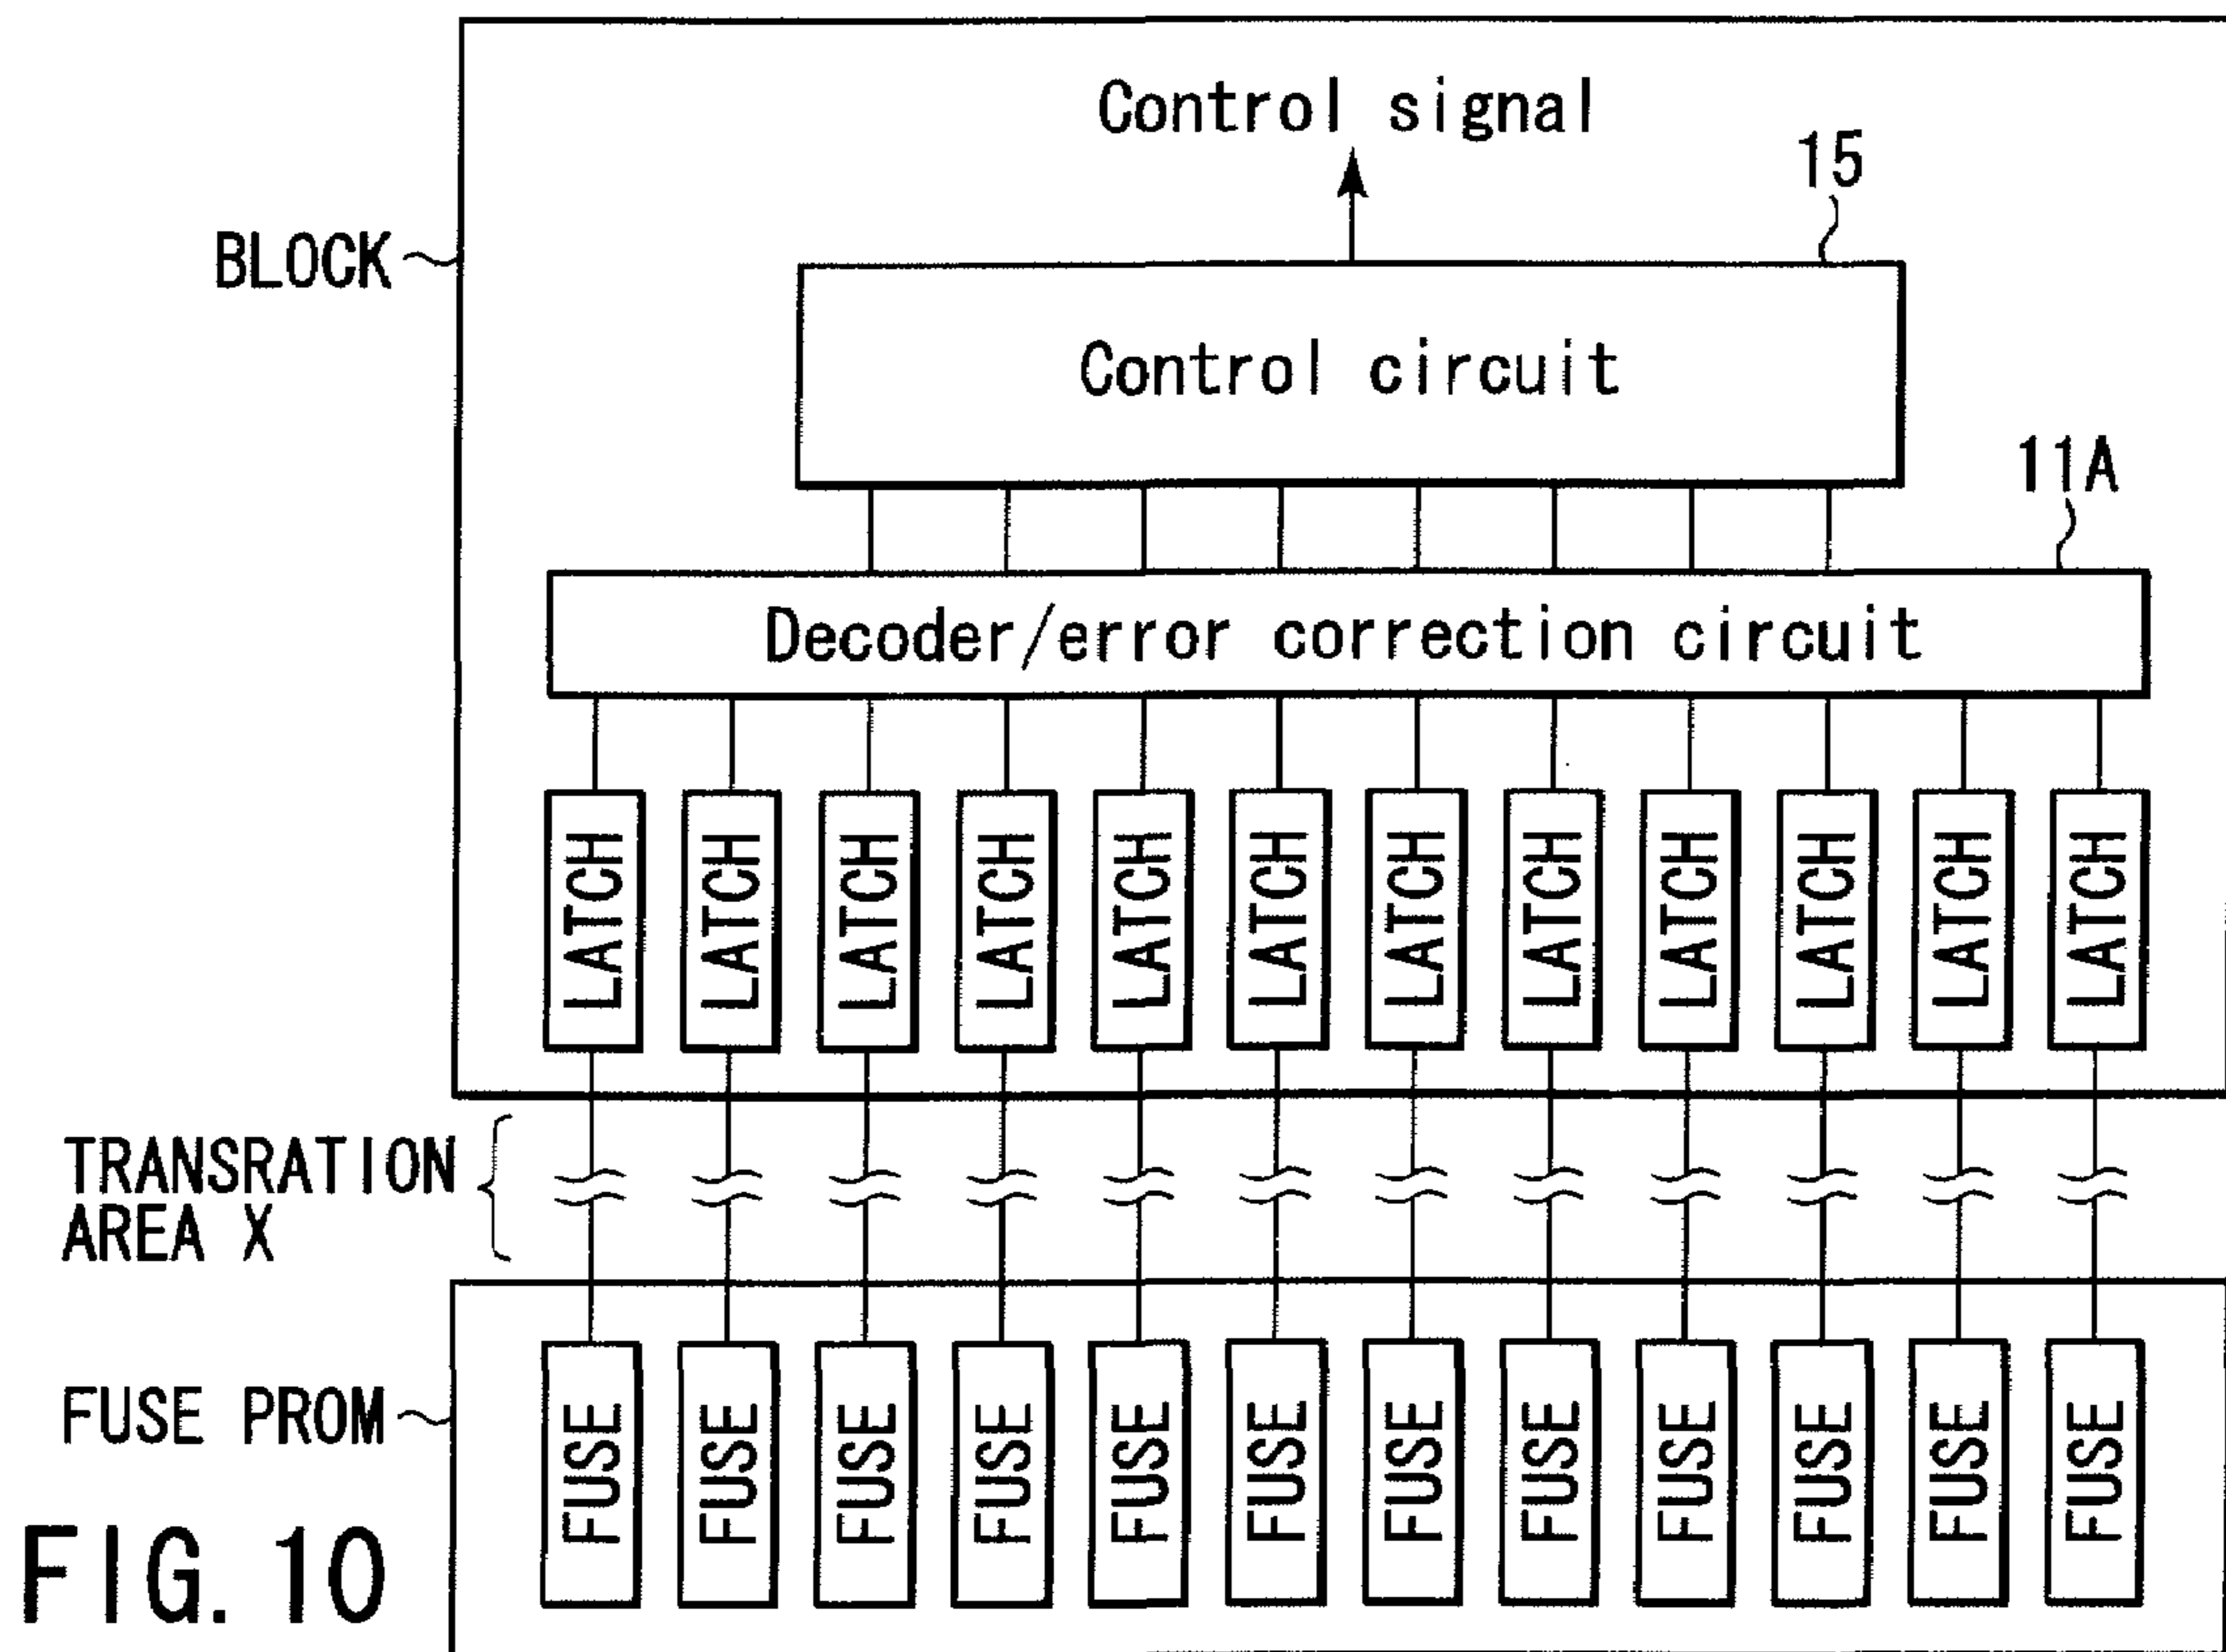 Control signal
15
BLOCK
Control circuit
11A
Decoder/error correction circuit
LATCH LATCH LATCH LATCH LATCH LATCH LATCH LATCH LATCH LATCH LATCH LATCH
TRANSRATION
AREA X
FUSE PROM
FUSE FUSE FUSE FUSE FUSE FUSE FUSE FUSE FUSE FUSE FUSE FUSE
FIG. 10